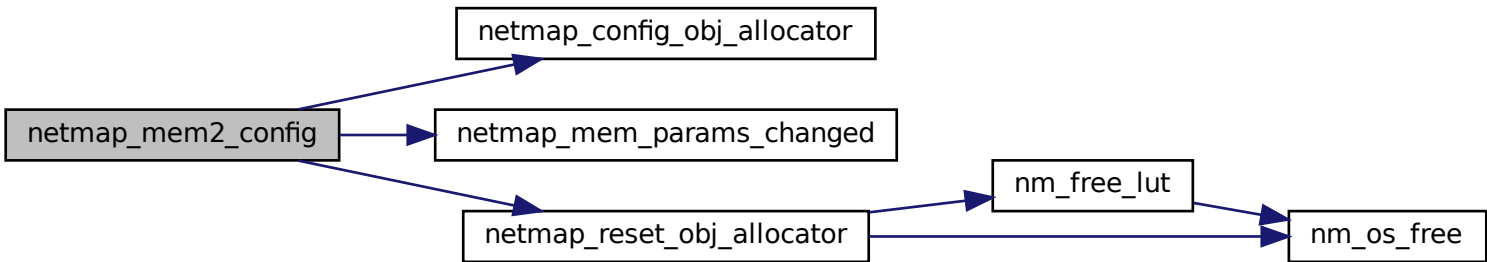 netmap_config_obj_allocator
netmap_mem2_config
netmap_mem_params_changed
nm_free_lut
netmap_reset_obj_allocator
nm_os_free